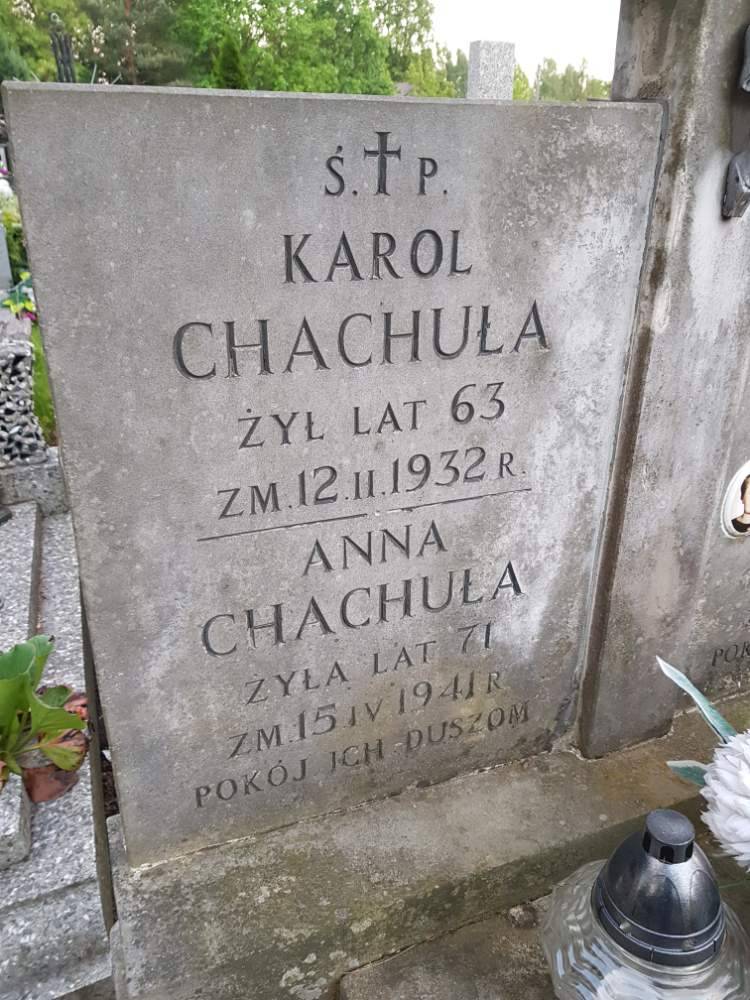 Ś. ✝ P.
KAROL
CHACHUŁA
ŻYŁ LAT 63
ZM. 12.II.1932 R.
ANNA
CHACHUŁA
ŻYŁA LAT 71
ZM. 15 IV 1941 R
POKÓJ ICH DUSZOM